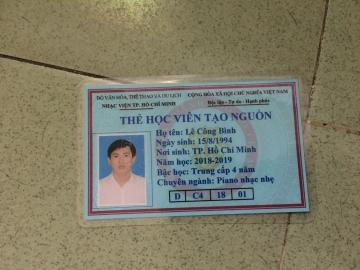 BỘ VĂN HÓA, THỂ THAO VÀ DU LỊCH CỘNG HÒA XÃ HỘI CHỦ NGHĨA VIỆT NAM
NHẠC VIỆN TP. HỒ CHÍ MINH Độc lập - Tự do - Hạnh phúc
THẺ HỌC VIÊN TẠO NGUỒN
Họ tên: Lê Công Bình
Ngày sinh: 15/8/1994
Nơi sinh: TP. Hồ Chí Minh
Năm học: 2018-2019
Bậc học: Trung cấp 4 năm
Chuyên ngành: Piano nhạc nhẹ
D C4 18 01